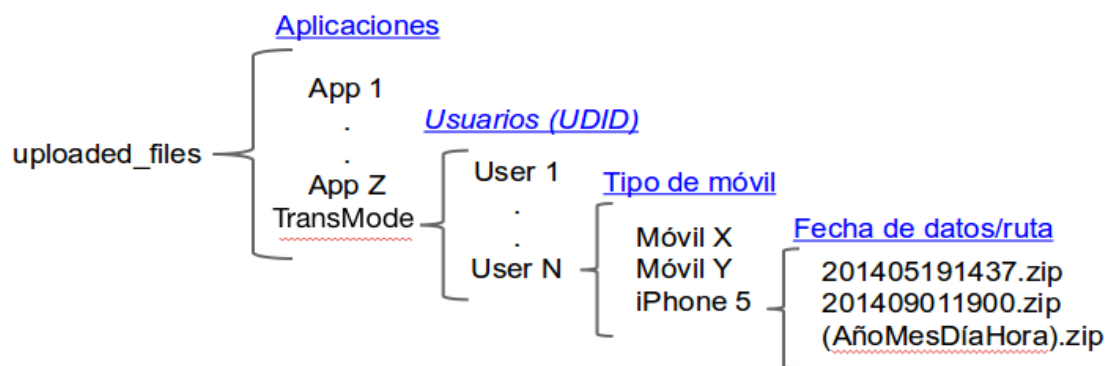 Aplicaciones
App 1
.
.
App Z
TransMode
uploaded_files
Usuarios (UDID)
User 1
.
.
User N
Tipo de móvil
Móvil X
Móvil Y
iPhone 5
Fecha de datos/ruta
201405191437.zip
201409011900.zip
(AñoMesDíaHora).zip